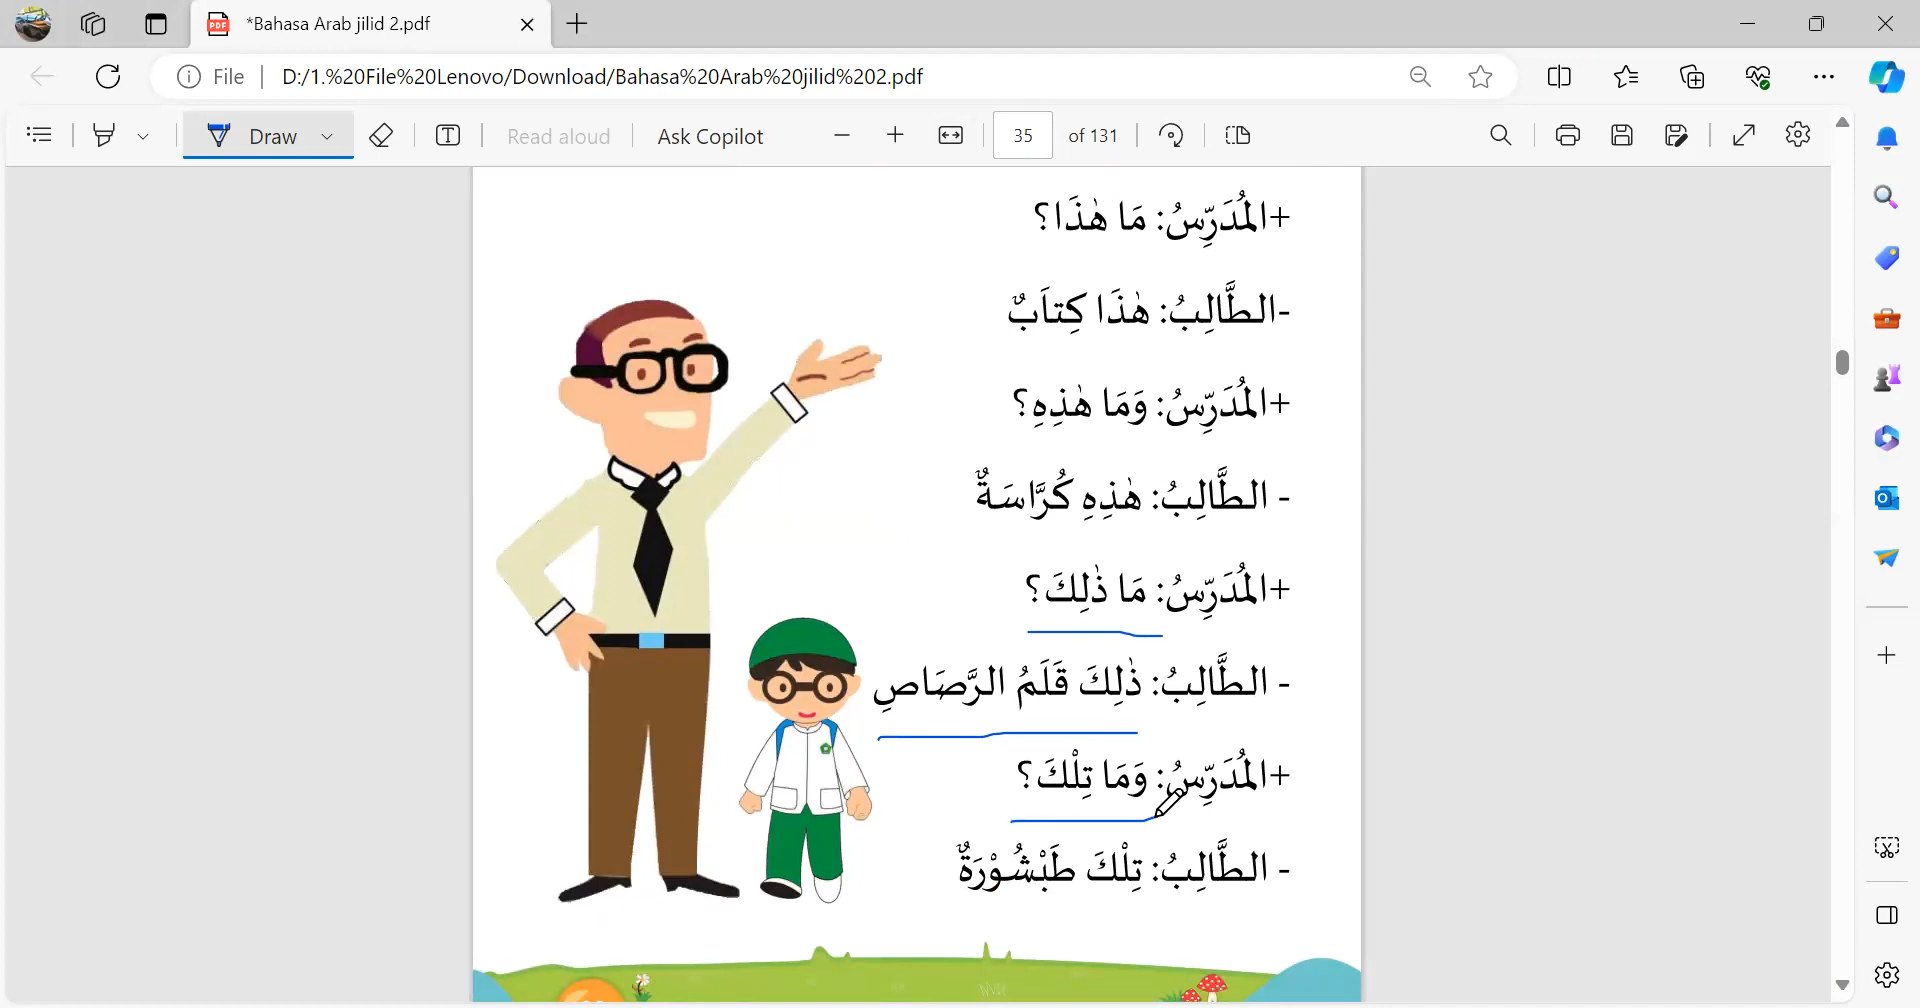 *Bahasa Arab jilid 2.pdf
File
D:/1.%20File%20Lenovo/Download/Bahasa%20Arab%20jilid%202.pdf
Draw
Read aloud
Ask Copilot
35 of 131
+المُدَرِّسُ: مَا هٰذَا؟
-الطَّالِبُ: هٰذَا كِتاَبٌ
+المُدَرِّسُ: وَمَا هٰذِهِ؟
- الطَّالِبُ: هٰذِهِ كُرَّاسَةٌ
+المُدَرِّسُ: مَا ذٰلِكَ؟
- الطَّالِبُ: ذٰلِكَ قَلَمُ الرَّصَاصِ
+المُدَرِّسُ: وَمَا تِلْكَ؟
- الطَّالِبُ: تِلْكَ طَبْشُوْرَةٌ